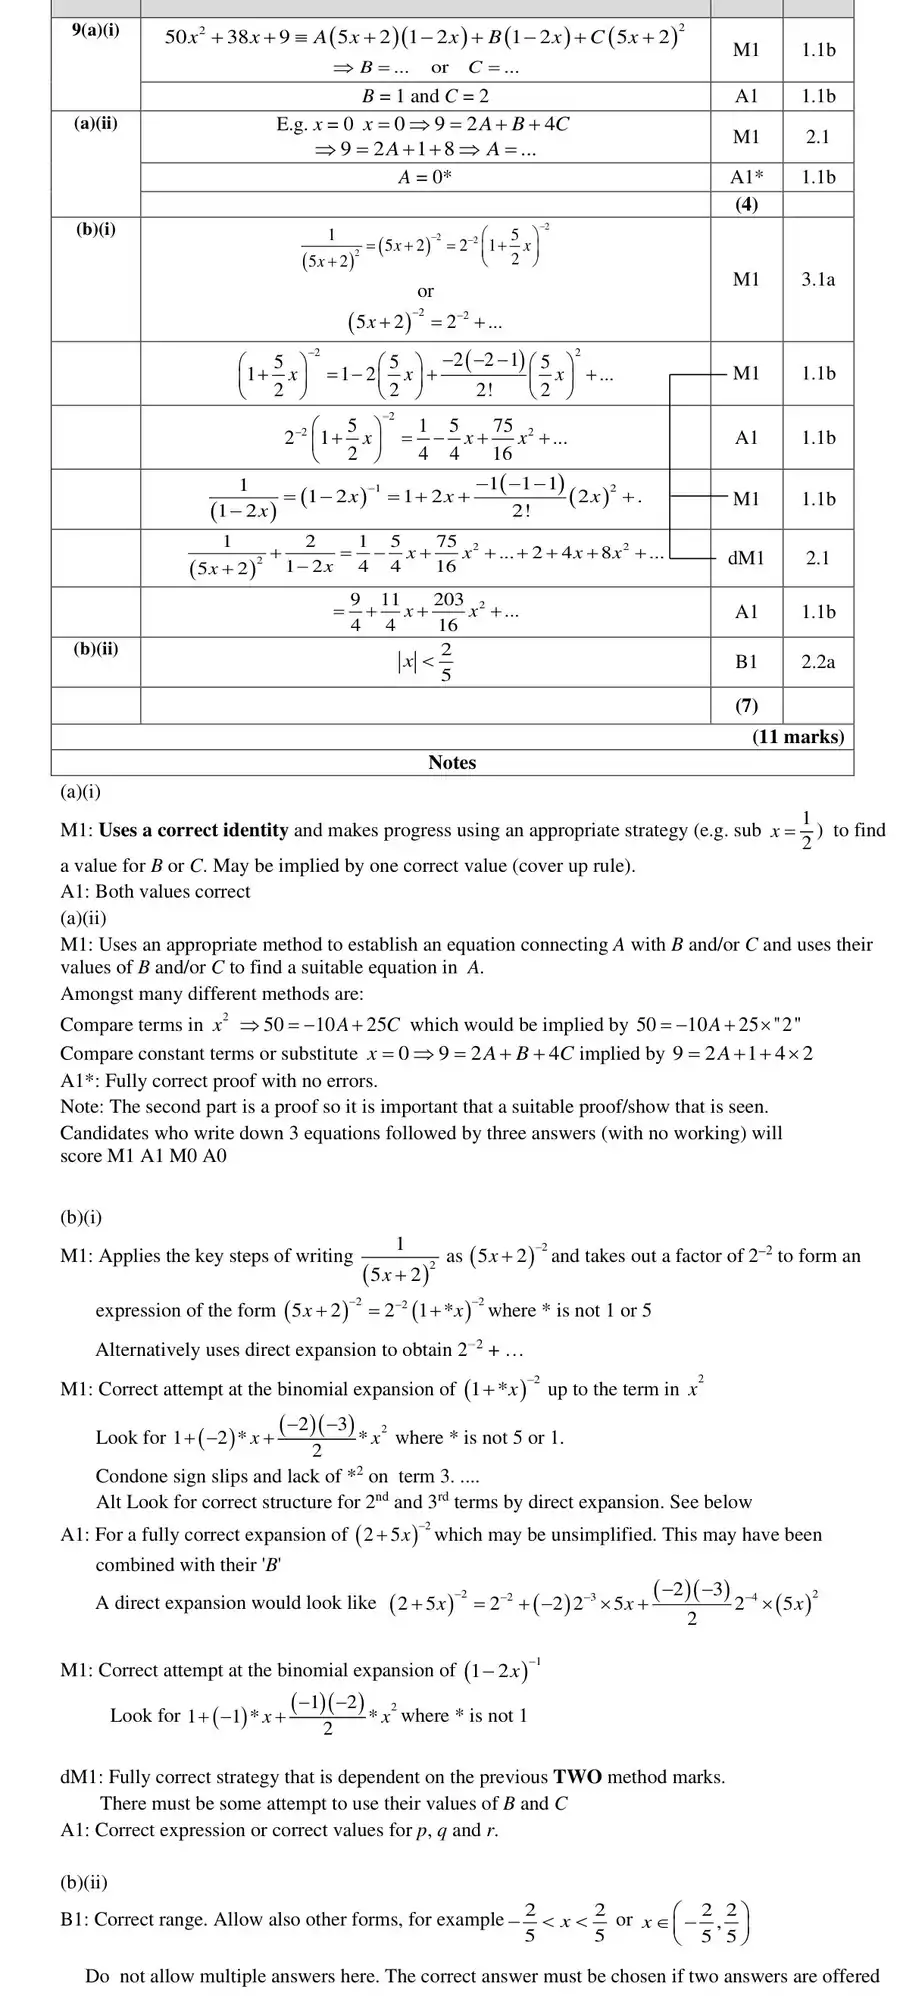 9(a)(i) 50x² + 38x + 9 ≡ A(5x + 2)(1 − 2x) + B(1 − 2x) + C(5x + 2)² M1 1.1b
⇒ B = ... or C = ...
B = 1 and C = 2 A1 1.1b
(a)(ii) E.g. x = 0 x = 0 ⇒ 9 = 2A + B + 4C M1 2.1
⇒ 9 = 2A + 1 + 8 ⇒ A = ...
A = 0* A1* 1.1b
(4)
(b)(i) 1/(5x + 2)² = (5x + 2)⁻² = 2⁻²(1 + 5/2 x)⁻² M1 3.1a
or
(5x + 2)⁻² = 2⁻² + ...
(1 + 5/2 x)⁻² = 1 − 2(5/2 x) + −2(−2 − 1)/2! (5/2 x)² + ... M1 1.1b
2⁻²(1 + 5/2 x)⁻² = 1/4 − 5/4 x + 75/16 x² + ... A1 1.1b
1/(1 − 2x) = (1 − 2x)⁻¹ = 1 + 2x + −1(−1 − 1)/2! (2x)² + . M1 1.1b
1/(5x + 2)² + 2/(1 − 2x) = 1/4 − 5/4 x + 75/16 x² + ... + 2 + 4x + 8x² + ... dM1 2.1
= 9/4 + 11/4 x + 203/16 x² + ... A1 1.1b
(b)(ii) |x| < 2/5 B1 2.2a
(7)
(11 marks)
Notes
(a)(i)
M1: Uses a correct identity and makes progress using an appropriate strategy (e.g. sub x = 1/2) to find
a value for B or C. May be implied by one correct value (cover up rule).
A1: Both values correct
(a)(ii)
M1: Uses an appropriate method to establish an equation connecting A with B and/or C and uses their
values of B and/or C to find a suitable equation in A.
Amongst many different methods are:
Compare terms in x² ⇒ 50 = −10A + 25C which would be implied by 50 = −10A + 25×"2"
Compare constant terms or substitute x = 0 ⇒ 9 = 2A + B + 4C implied by 9 = 2A + 1 + 4 × 2
A1*: Fully correct proof with no errors.
Note: The second part is a proof so it is important that a suitable proof/show that is seen.
Candidates who write down 3 equations followed by three answers (with no working) will
score M1 A1 M0 A0
(b)(i)
M1: Applies the key steps of writing 1/(5x + 2)² as (5x + 2)⁻² and takes out a factor of 2⁻² to form an
expression of the form (5x + 2)⁻² = 2⁻²(1 + *x)⁻² where * is not 1 or 5
Alternatively uses direct expansion to obtain 2⁻² + …
M1: Correct attempt at the binomial expansion of (1 + *x)⁻² up to the term in x²
Look for 1 + (−2)*x + (−2)(−3)/2 *x² where * is not 5 or 1.
Condone sign slips and lack of *² on term 3. ....
Alt Look for correct structure for 2nd and 3rd terms by direct expansion. See below
A1: For a fully correct expansion of (2 + 5x)⁻² which may be unsimplified. This may have been
combined with their 'B'
A direct expansion would look like (2 + 5x)⁻² = 2⁻² + (−2)2⁻³ × 5x + (−2)(−3)/2 2⁻⁴ × (5x)²
M1: Correct attempt at the binomial expansion of (1 − 2x)⁻¹
Look for 1 + (−1)*x + (−1)(−2)/2 *x² where * is not 1
dM1: Fully correct strategy that is dependent on the previous TWO method marks.
There must be some attempt to use their values of B and C
A1: Correct expression or correct values for p, q and r.
(b)(ii)
B1: Correct range. Allow also other forms, for example −2/5 < x < 2/5 or x ∈ (−2/5, 2/5)
Do not allow multiple answers here. The correct answer must be chosen if two answers are offered